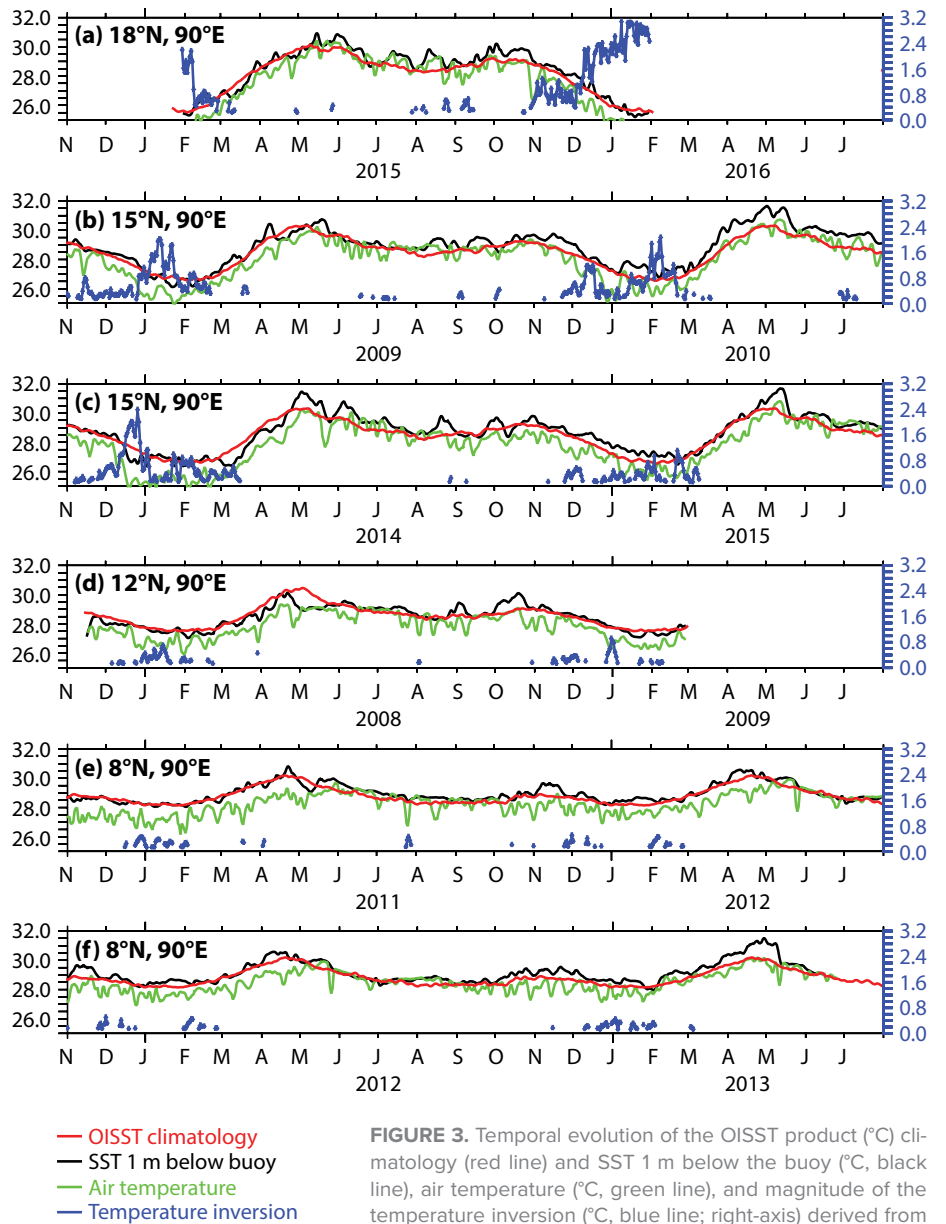 (a) 18°N, 90°E
30.0
28.0
26.0
3.2
2.4
1.6
0.8
0.0
N D J F M A M J J A S O N D J F M A M J J
2015 2016
(b) 15°N, 90°E
32.0
30.0
28.0
26.0
3.2
2.4
1.6
0.8
0.0
N D J F M A M J J A S O N D J F M A M J J
2009 2010
(c) 15°N, 90°E
32.0
30.0
28.0
26.0
3.2
2.4
1.6
0.8
0.0
N D J F M A M J J A S O N D J F M A M J J
2014 2015
(d) 12°N, 90°E
32.0
30.0
28.0
26.0
3.2
2.4
1.6
0.8
0.0
N D J F M A M J J A S O N D J F M A M J J
2008 2009
(e) 8°N, 90°E
32.0
30.0
28.0
26.0
3.2
2.4
1.6
0.8
0.0
N D J F M A M J J A S O N D J F M A M J J
2011 2012
(f) 8°N, 90°E
32.0
30.0
28.0
26.0
3.2
2.4
1.6
0.8
0.0
N D J F M A M J J A S O N D J F M A M J J
2012 2013
OISST climatology
SST 1 m below buoy
Air temperature
Temperature inversion
FIGURE 3. Temporal evolution of the OISST product (°C) cli-
matology (red line) and SST 1 m below the buoy (°C, black
line), air temperature (°C, green line), and magnitude of the
temperature inversion (°C, blue line; right-axis) derived from